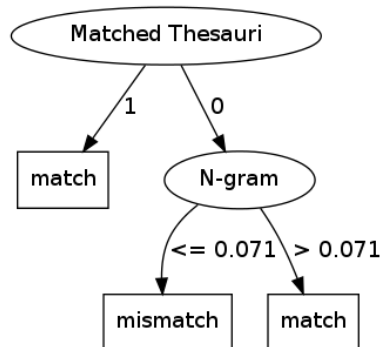 Matched Thesauri
1 0
match N-gram
<= 0.071 > 0.071
mismatch match